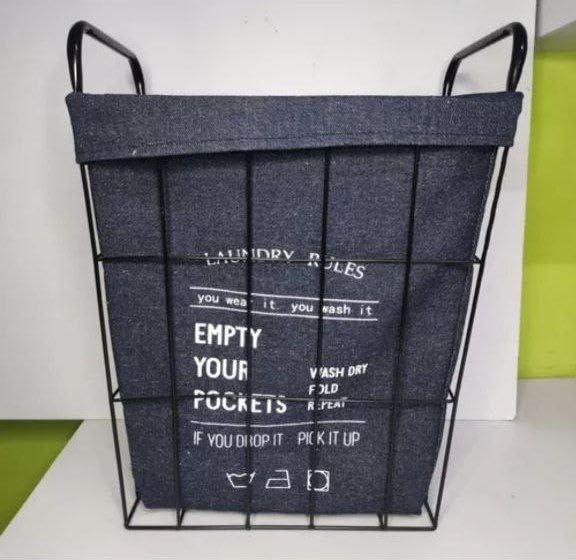 LAUNDRY RULES
you wear it. you wash it
EMPTY
YOUR
POCKETS
WASH DRY
FOLD
REPEAT
IF YOU DROP IT PICK IT UP